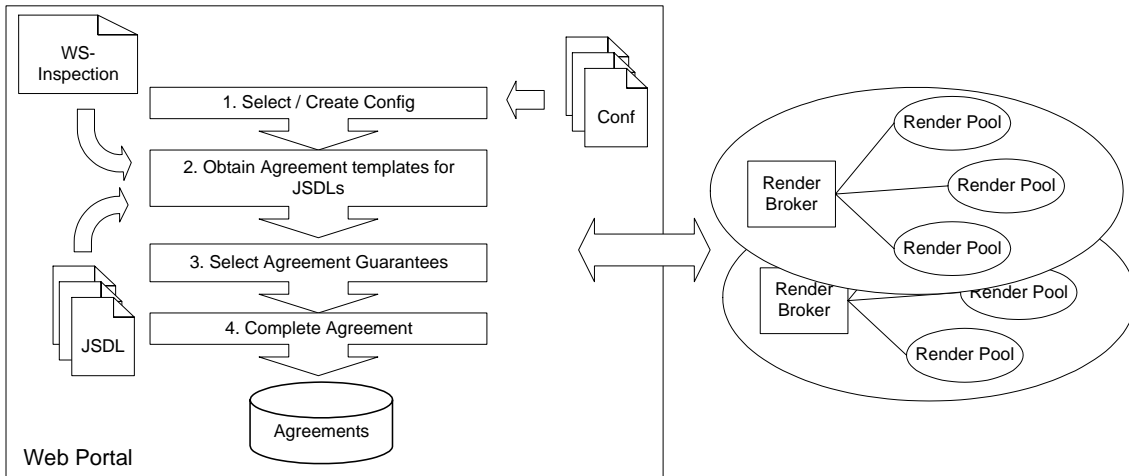 WS-
Inspection
1. Select / Create Config
Conf
2. Obtain Agreement templates for
JSDLs
3. Select Agreement Guarantees
4. Complete Agreement
JSDL
Agreements
Web Portal
Render Pool
Render
Broker
Render Pool
Render Pool
Render
Broker
Render Pool
Render Pool